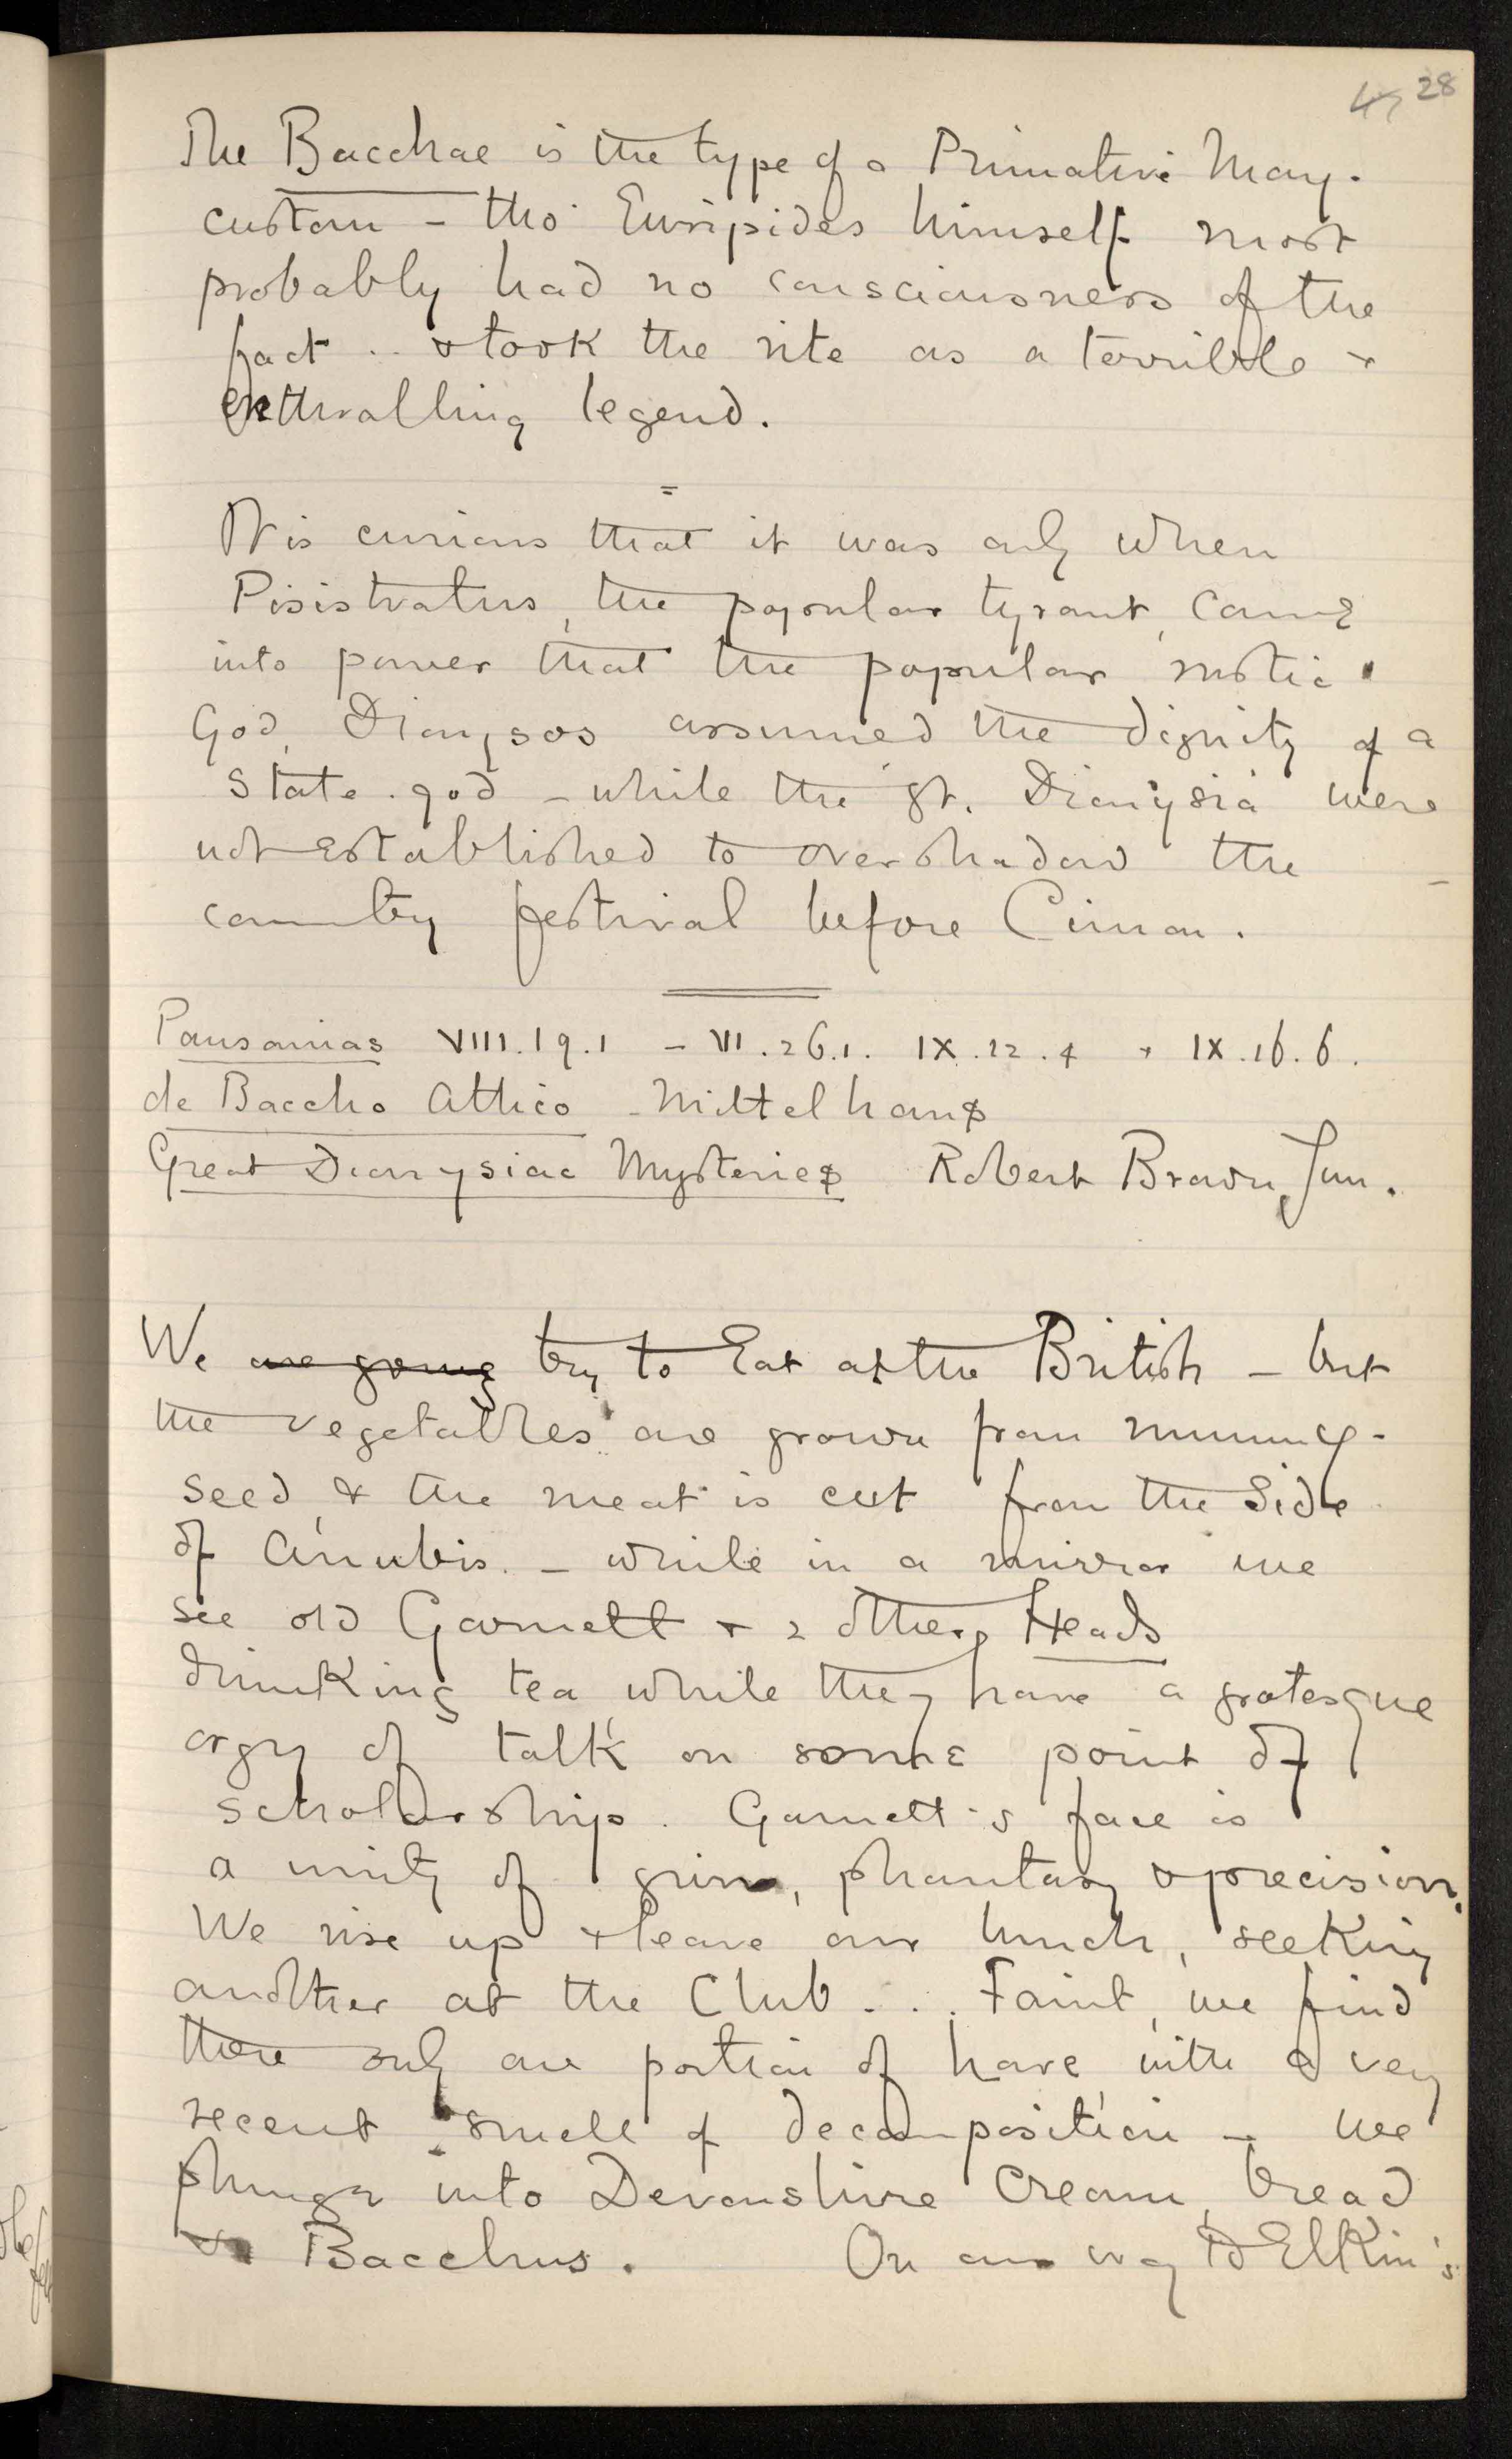 28
The Bacchae is the type of a Primative May-
custom - tho' Euripides himself most
probably had no consciousness of the
fact .. & took the rite as a terrible &
enthralling legend.
=
It is curious that it was only when
Pisistratus, the popular tyrant, came
into power that the popular rustic
God, Dionysos assumed the dignity of a
state-god - while the gt. Dionysia were
not established to overshadow the
country festival before Cimon.
Pausanias VIII.19.1 - VI.26.1. IX.12.4 + IX.16.6.
de Baccho Attico - Mittelhaus
Great Dionysiac Mysteries Robert Brown, Jun.
We are going try to Eat at the British - but
the vegetables are grown from mummy-
seed, & the meat is cut from the side
of Anubis. - while in a mirror we
see old Garnett & 2 others Heads
drinking tea while they have a grotesque
orgy of talk on some point of
scholarship. Garnett's face is
a unity of grin, phantasy & precision.
We rise up & leave our lunch, seeking
another at the Club . . . Faint, we find
there only one portion of hare with a very
recent smell of decomposition - we
plunge into Devonshire cream, bread
& Bacchus. On our way to Elkin's